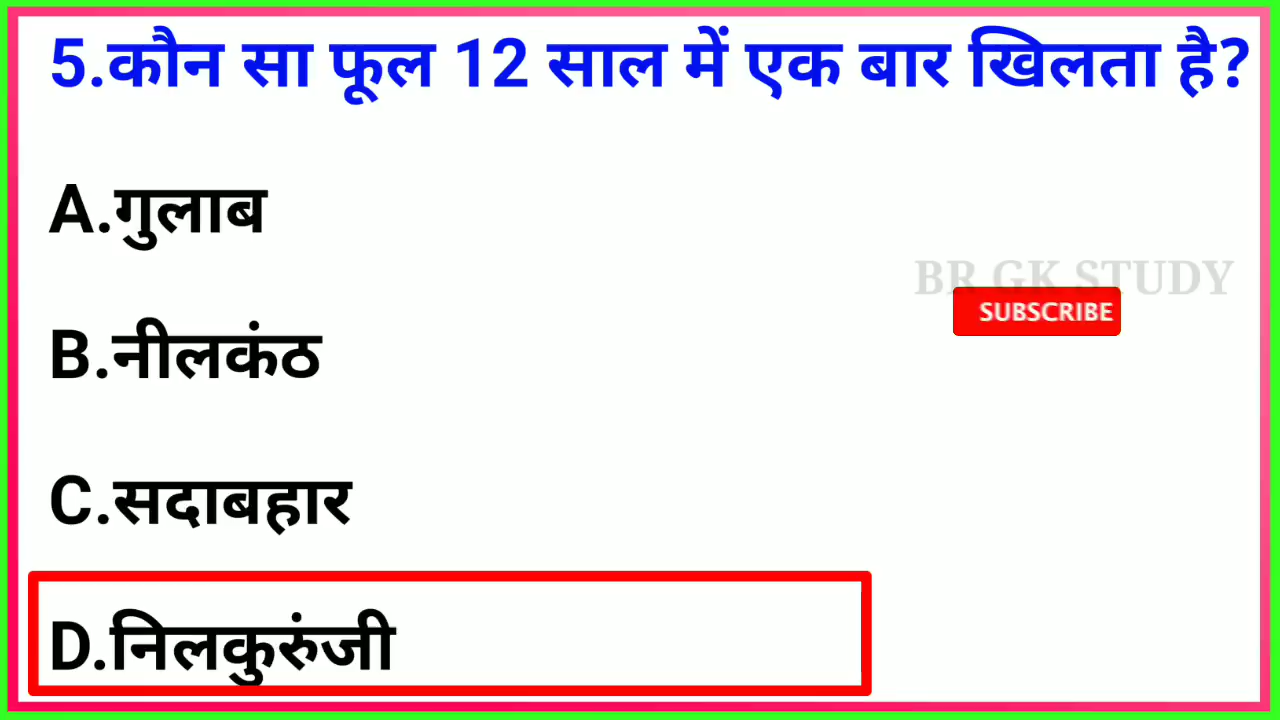 5.कौन सा फूल 12 साल में एक बार खिलता है?
A.गुलाब
BR GK STUDY
SUBSCRIBE
B.नीलकंठ
C.सदाबहार
D.निलकुरुंजी